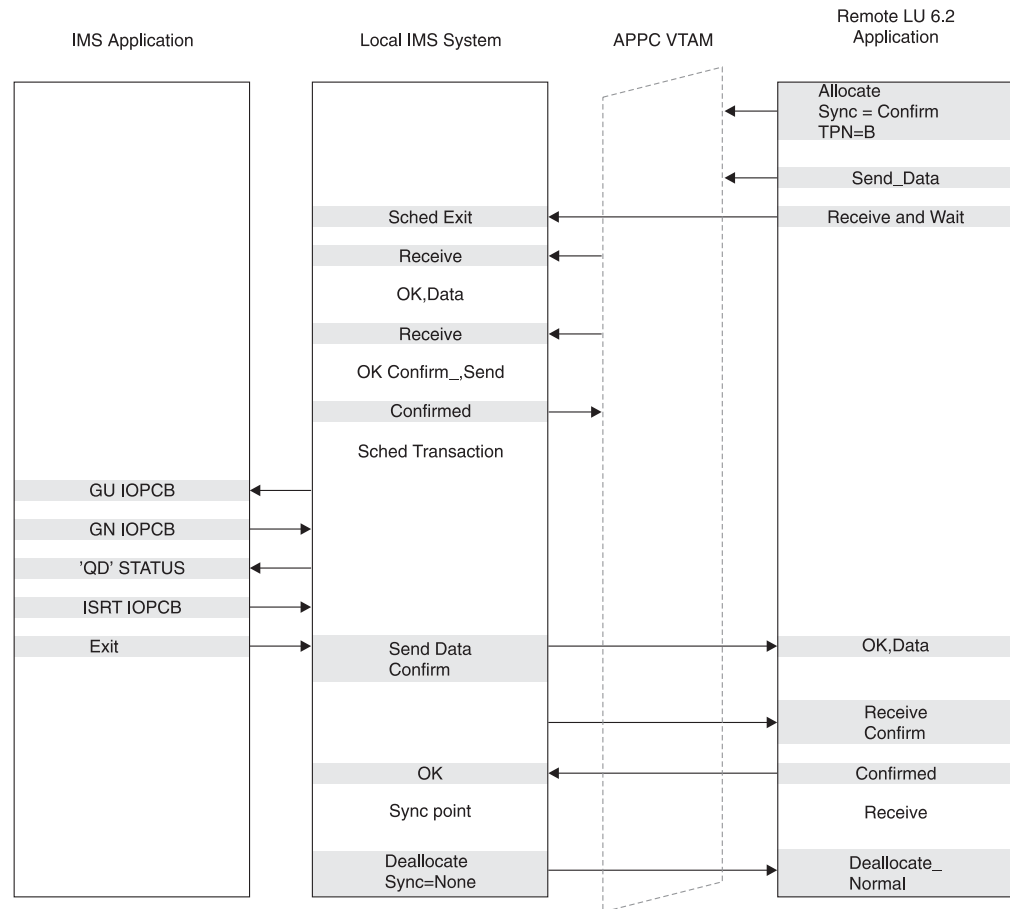 IMS Application
Local IMS System
APPC VTAM
Remote LU 6.2
Application
Allocate
Sync = Confirm
TPN=B
Send_Data
Sched Exit
Receive and Wait
Receive
OK,Data
Receive
OK Confirm_,Send
Confirmed
Sched Transaction
GU IOPCB
GN IOPCB
’QD’ STATUS
ISRT IOPCB
Exit
Send Data
Confirm
OK,Data
Receive
Confirm
OK
Confirmed
Sync point
Receive
Deallocate
Sync=None
Deallocate_
Normal